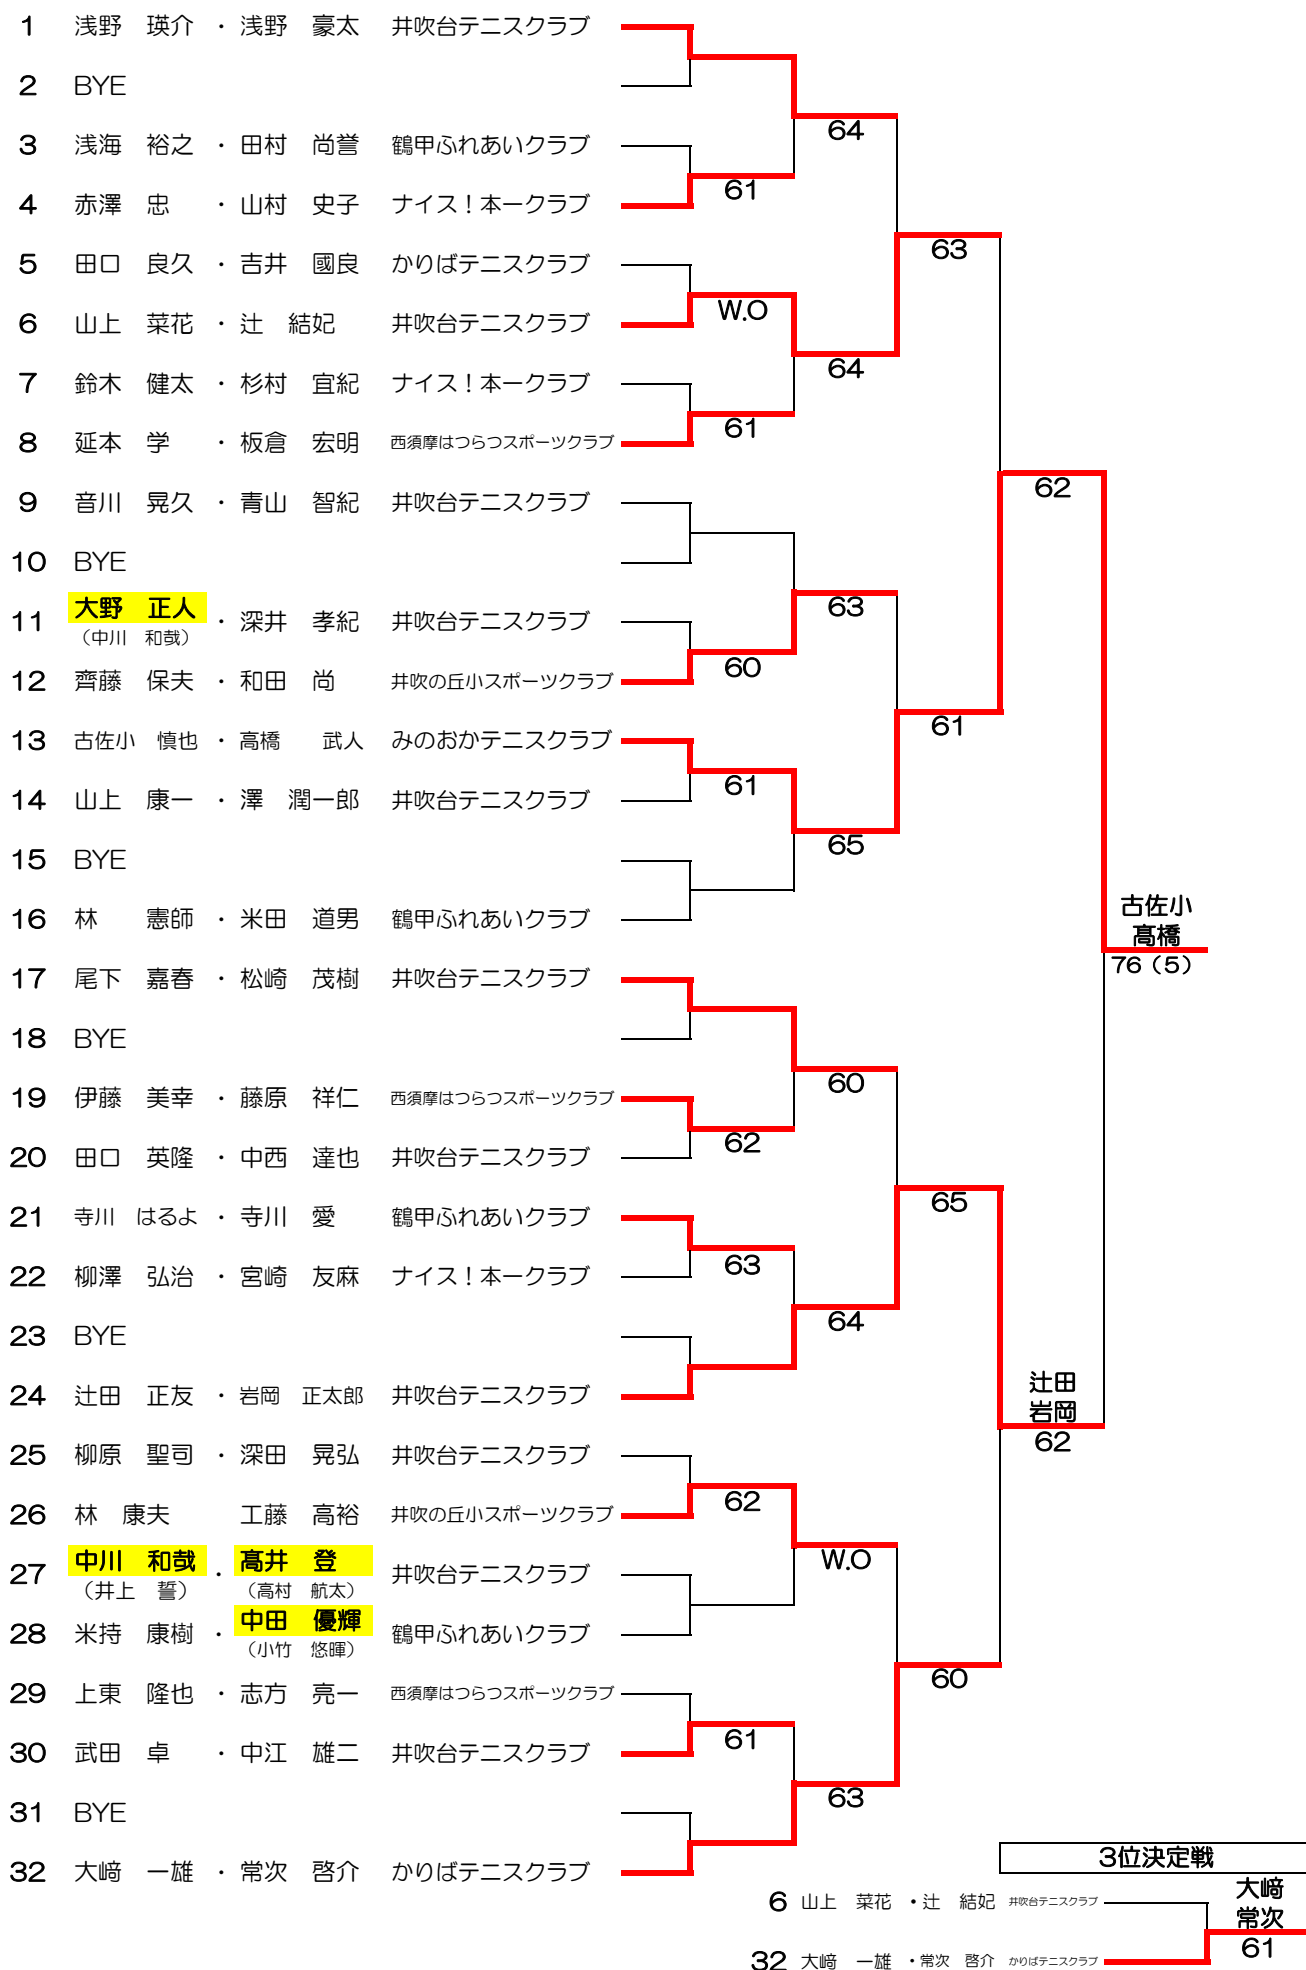 1 浅野 瑛介 ・ 浅野 豪太 井吹台テニスクラブ
2 BYE
64
3 浅海 裕之 ・ 田村 尚誉 鶴甲ふれあいクラブ
61
4 赤澤 忠 ・ 山村 史子 ナイス！本一クラブ
63
5 田口 良久 ・ 吉井 國良 かりばテニスクラブ
W.O
6 山上 菜花 ・ 辻 結妃 井吹台テニスクラブ
64
7 鈴木 健太 ・ 杉村 宜紀 ナイス！本一クラブ
61
8 延本 学 ・ 板倉 宏明 西須摩はつらつスポーツクラブ
62
9 音川 晃久 ・ 青山 智紀 井吹台テニスクラブ
10 BYE
63
大野 正人
11 ・ 深井 孝紀 井吹台テニスクラブ
（中川 和哉）
60
12 齊藤 保夫 ・ 和田 尚 井吹の丘小スポーツクラブ
61
13 古佐小 慎也 ・ 高橋 武人 みのおかテニスクラブ
61
14 山上 康一 ・ 澤 潤一郎 井吹台テニスクラブ
65
15 BYE
16 林 憲師 ・ 米田 道男 鶴甲ふれあいクラブ
古佐小
髙橋
76（5）
17 尾下 嘉春 ・ 松崎 茂樹 井吹台テニスクラブ
18 BYE
60
19 伊藤 美幸 ・ 藤原 祥仁 西須摩はつらつスポーツクラブ
62
20 田口 英隆 ・ 中西 達也 井吹台テニスクラブ
65
21 寺川 はるよ ・ 寺川 愛 鶴甲ふれあいクラブ
63
22 柳澤 弘治 ・ 宮崎 友麻 ナイス！本一クラブ
64
23 BYE
24 辻田 正友 ・ 岩岡 正太郎 井吹台テニスクラブ
辻田
岩岡
62
25 柳原 聖司 ・ 深田 晃弘 井吹台テニスクラブ
62
26 林 康夫 工藤 高裕 井吹の丘小スポーツクラブ
W.O
中川 和哉 髙井 登
27 ・ 井吹台テニスクラブ
（井上 誓） （高村 航太）
中田 優輝
28 米持 康樹 ・ 鶴甲ふれあいクラブ
（小竹 悠暉）
60
29 上東 隆也 ・ 志方 亮一 西須摩はつらつスポーツクラブ
61
30 武田 卓 ・ 中江 雄二 井吹台テニスクラブ
63
31 BYE
32 大﨑 一雄 ・ 常次 啓介 かりばテニスクラブ
3位決定戦
6 山上 菜花 ・ 辻 結妃 井吹台テニスクラブ
大﨑
常次
61
32 大﨑 一雄 ・ 常次 啓介 かりばテニスクラブ